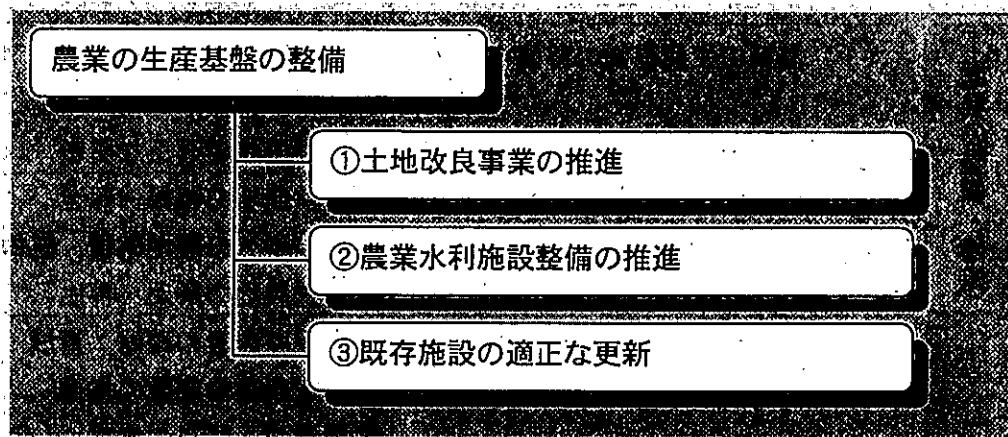 農業の生産基盤の整備
①土地改良事業の推進
②農業水利施設整備の推進
③既存施設の適正な更新